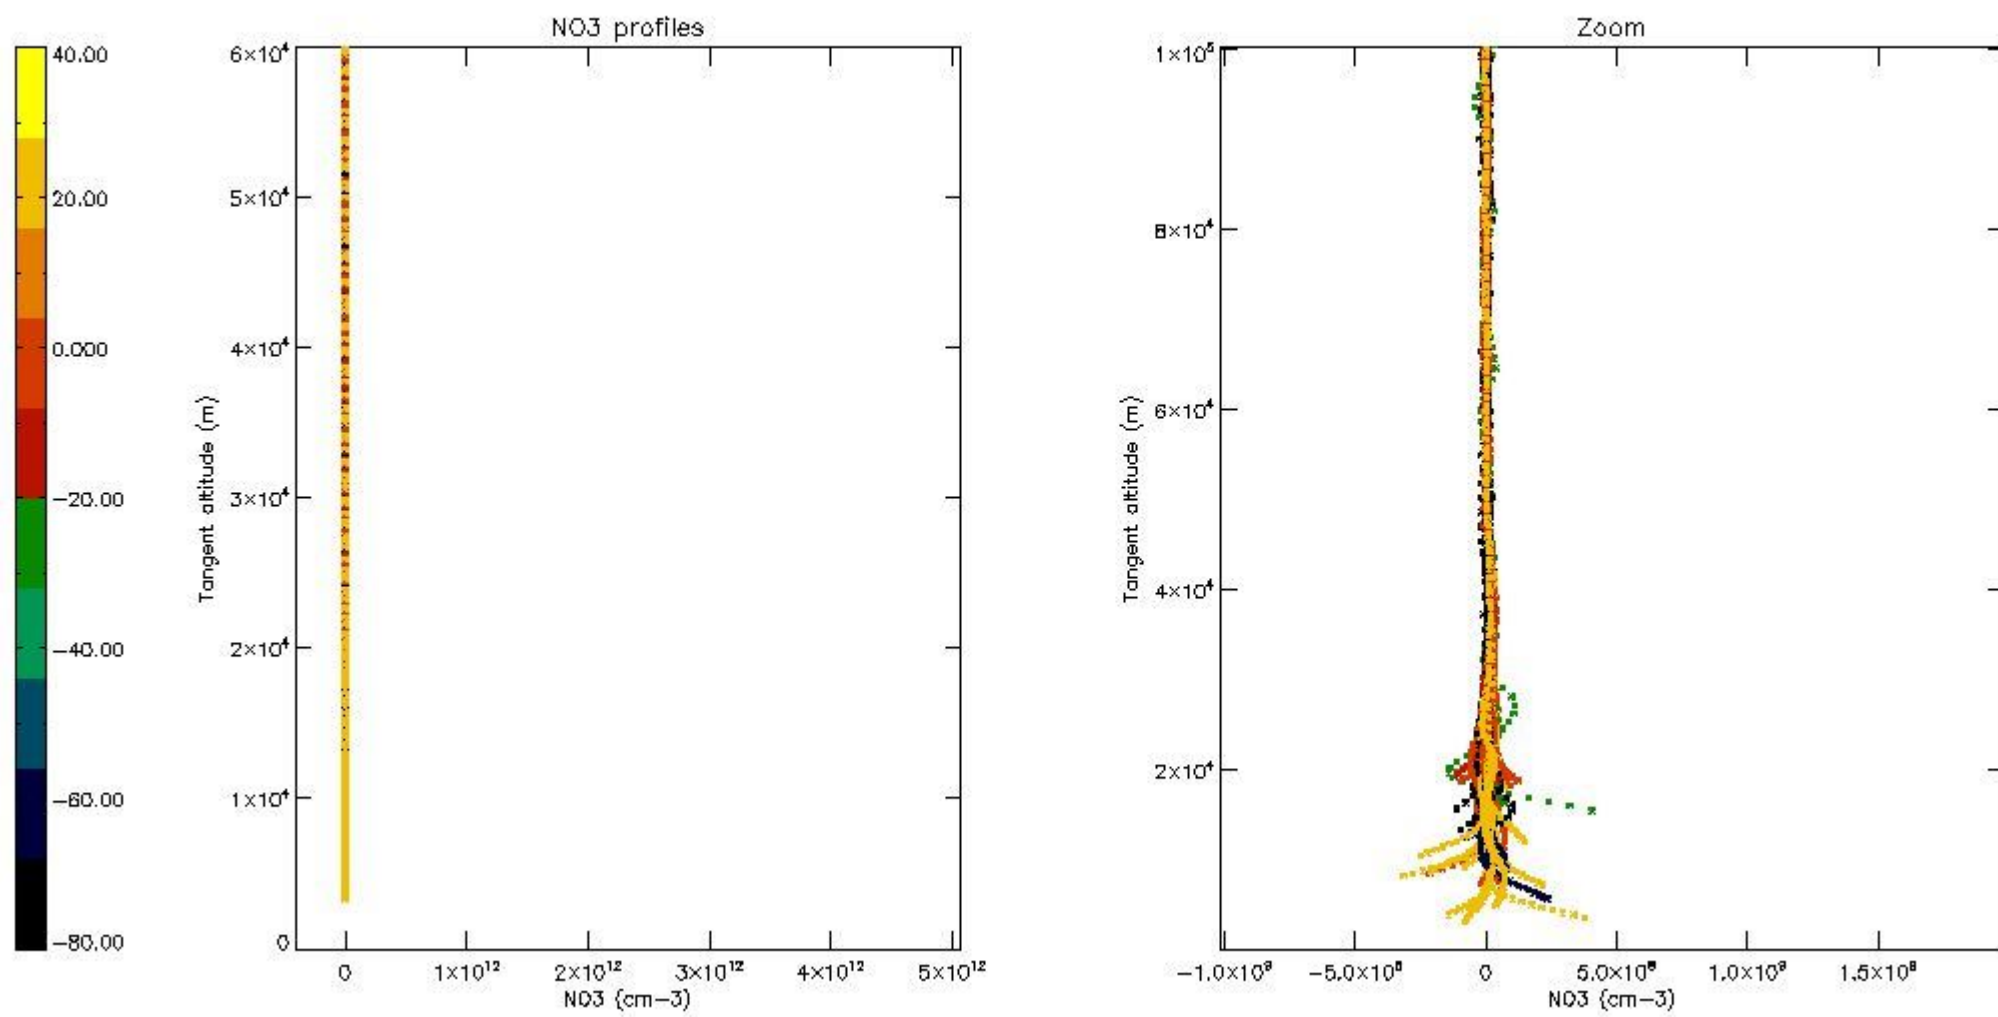 NO3 profiles
40.00
20.00
0.000
−20.00
−40.00
−60.00
−80.00
6×10⁴
5×10⁴
4×10⁴
3×10⁴
2×10⁴
1×10⁴
0
Tangent altitude (m)
0 1×10¹² 2×10¹² 3×10¹² 4×10¹² 5×10¹²
NO3 (cm−3)
Zoom
1×10⁵
8×10⁴
6×10⁴
4×10⁴
2×10⁴
Tangent altitude (m)
−1.0×10⁹ −5.0×10⁸ 0 5.0×10⁸ 1.0×10⁹ 1.5×10⁹
NO3 (cm−3)